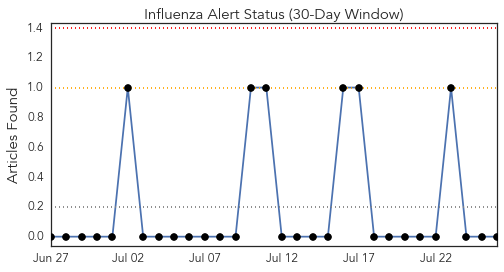 Influenza Alert Status (30-Day Window)
Articles Found
1.4
1.2
1.0
0.8
0.6
0.4
0.2
0.0
Jun 27 Jul 02 Jul 07 Jul 12 Jul 17 Jul 22